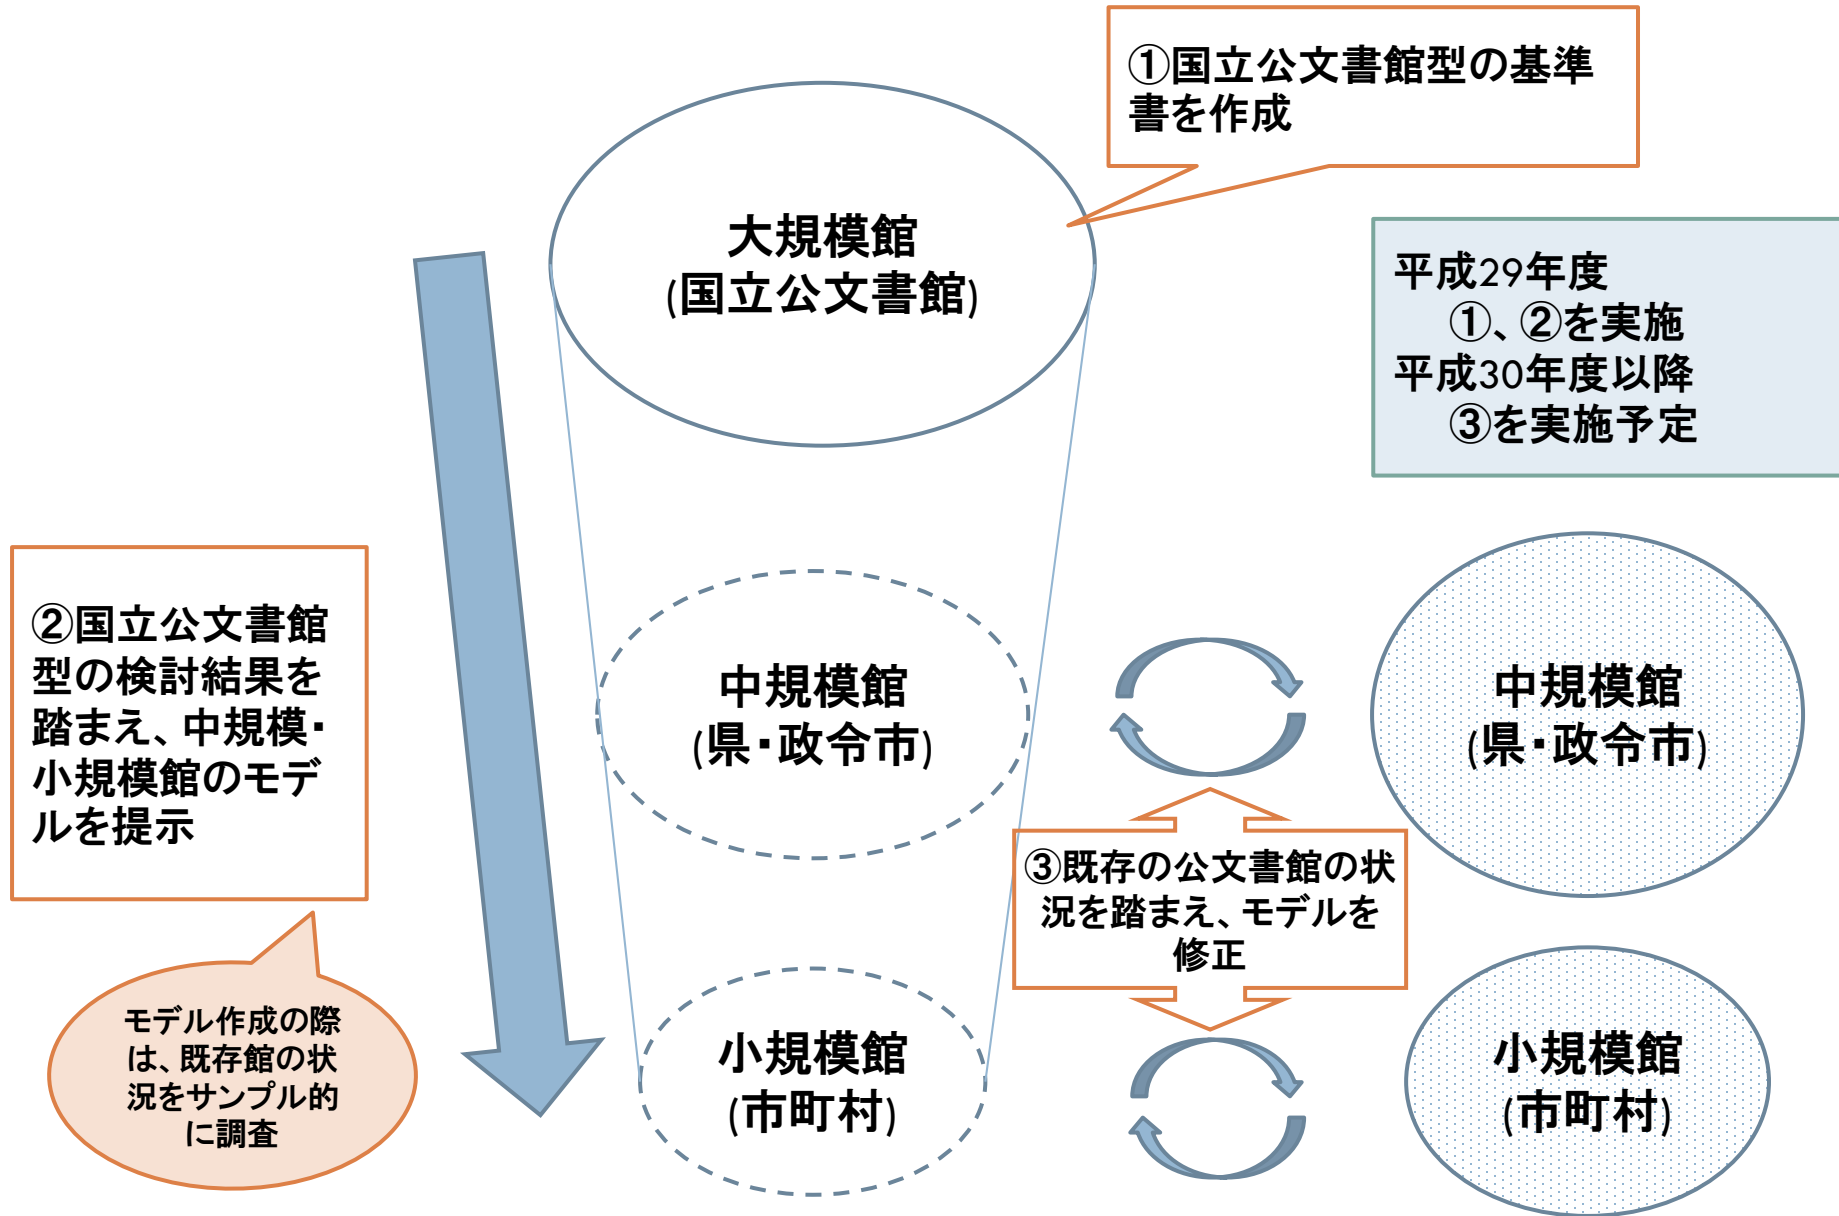 ①国立公文書館型の基準
書を作成
大規模館
(国立公文書館)
平成29年度
①、②を実施
平成30年度以降
③を実施予定
②国立公文書館
型の検討結果を
踏まえ、中規模・
小規模館のモデ
ルを提示
中規模館
(県・政令市)
中規模館
(県・政令市)
③既存の公文書館の状
況を踏まえ、モデルを
修正
モデル作成の際
は、既存館の状
況をサンプル的
に調査
小規模館
(市町村)
小規模館
(市町村)